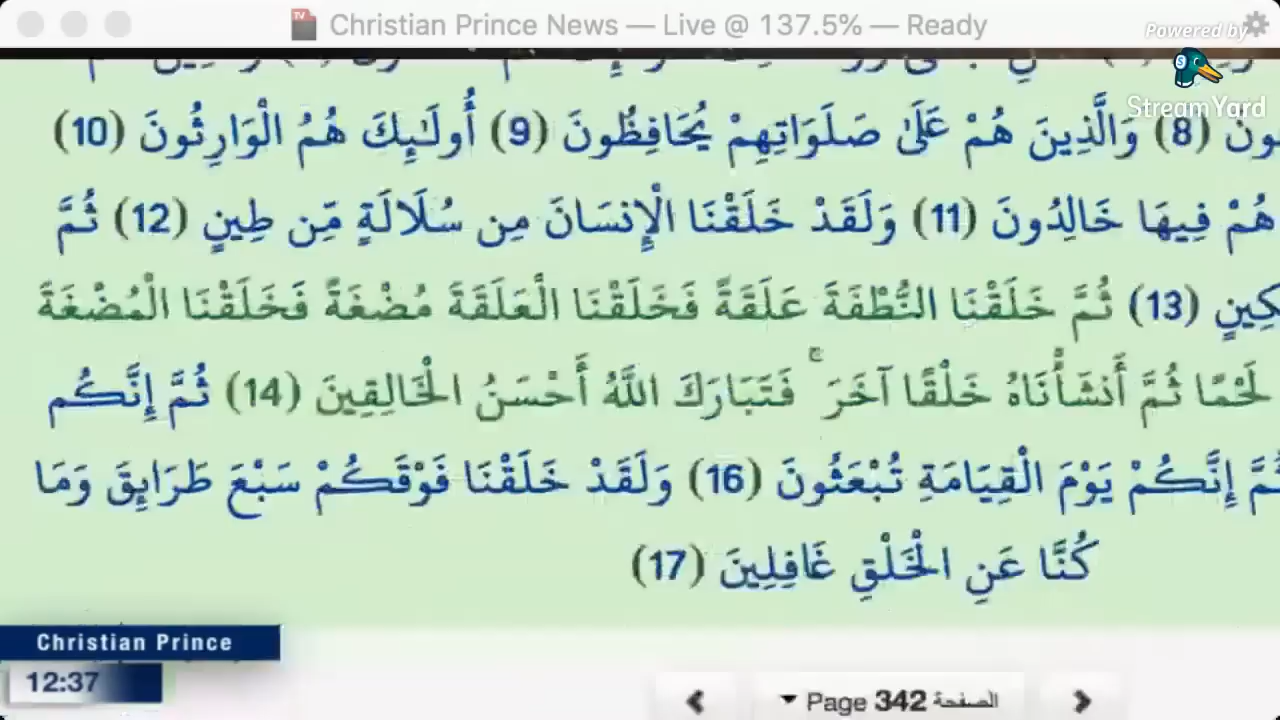 Christian Prince News — Live @ 137.5% — Ready
Powered by
StreamYard
ونَ (8) وَالَّذِينَ هُمْ عَلَىٰ صَلَوَاتِهِمْ يُحَافِظُونَ (9) أُولَـٰئِكَ هُمُ الْوَارِثُونَ (10)
هُمْ فِيهَا خَالِدُونَ (11) وَلَقَدْ خَلَقْنَا الْإِنسَانَ مِن سُلَالَةٍ مِّن طِينٍ (12) ثُمَّ
كِينٍ (13) ثُمَّ خَلَقْنَا النُّطْفَةَ عَلَقَةً فَخَلَقْنَا الْعَلَقَةَ مُضْغَةً فَخَلَقْنَا الْمُضْغَةَ
لَحْمًا ثُمَّ أَنشَأْنَاهُ خَلْقًا آخَرَ ۚ فَتَبَارَكَ اللَّهُ أَحْسَنُ الْخَالِقِينَ (14) ثُمَّ إِنَّكُم
ثُمَّ إِنَّكُمْ يَوْمَ الْقِيَامَةِ تُبْعَثُونَ (16) وَلَقَدْ خَلَقْنَا فَوْقَكُمْ سَبْعَ طَرَائِقَ وَمَا
كُنَّا عَنِ الْخَلْقِ غَافِلِينَ (17)
Christian Prince
12:37
Page 342 الصفحة